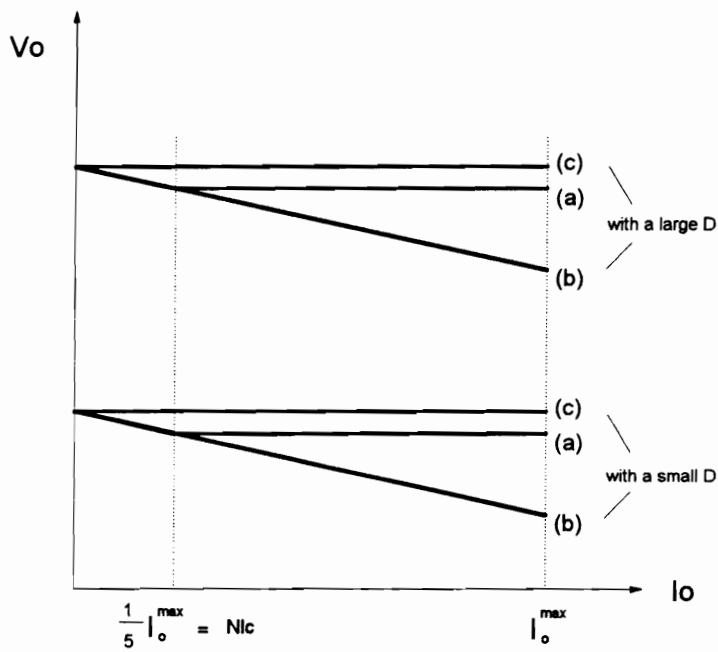 Vo
(c)
(a)
with a large D
(b)
(c)
(a)
with a small D
(b)
Io
1/5 I_o^max = NIc
I_o^max